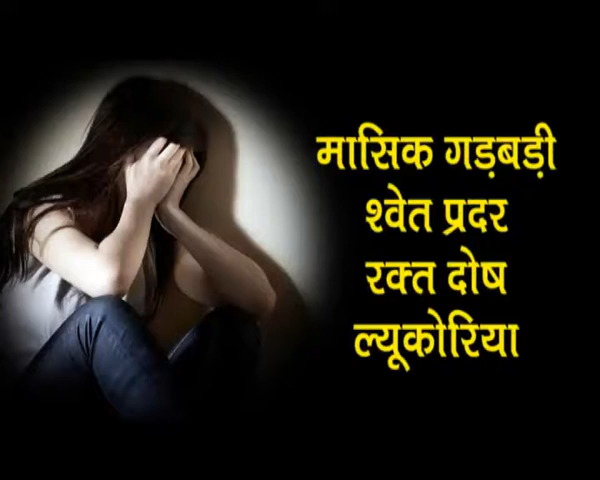 मासिक गड़बड़ी
श्वेत प्रदर
रक्त दोष
ल्यूकोरिया